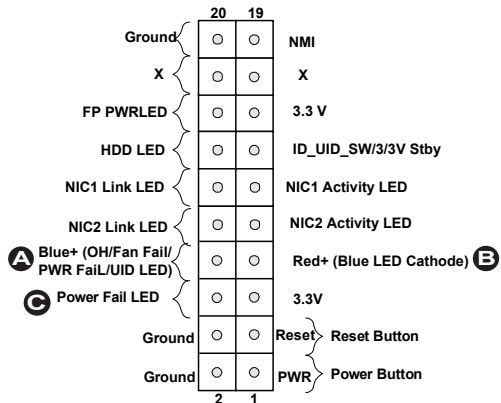 20 19
Ground NMI
X X
FP PWRLED 3.3 V
HDD LED ID_UID_SW/3/3V Stby
NIC1 Link LED NIC1 Activity LED
NIC2 Link LED NIC2 Activity LED
A Blue+ (OH/Fan Fail/
PWR FaiL/UID LED) Red+ (Blue LED Cathode) B
C Power Fail LED 3.3V
Ground Reset Reset Button
Ground PWR Power Button
2 1